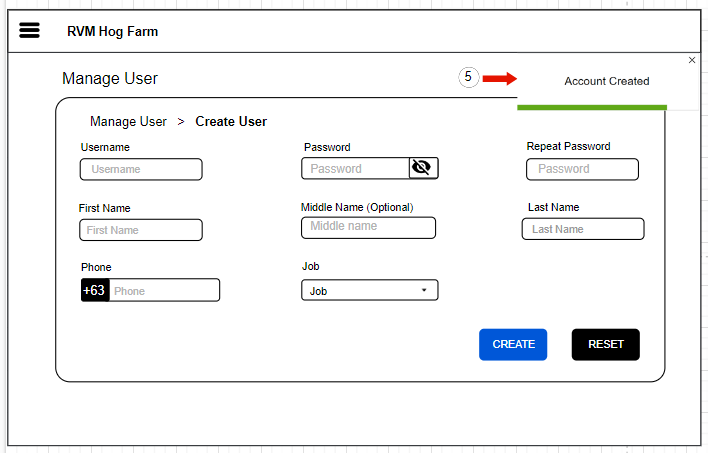 RVM Hog Farm
Manage User
5
Account Created
×
Manage User > Create User
Username
Password
Repeat Password
Username
Password
Password
First Name
Middle Name (Optional)
Last Name
First Name
Middle name
Last Name
Phone
Job
+63 Phone
Job
CREATE
RESET